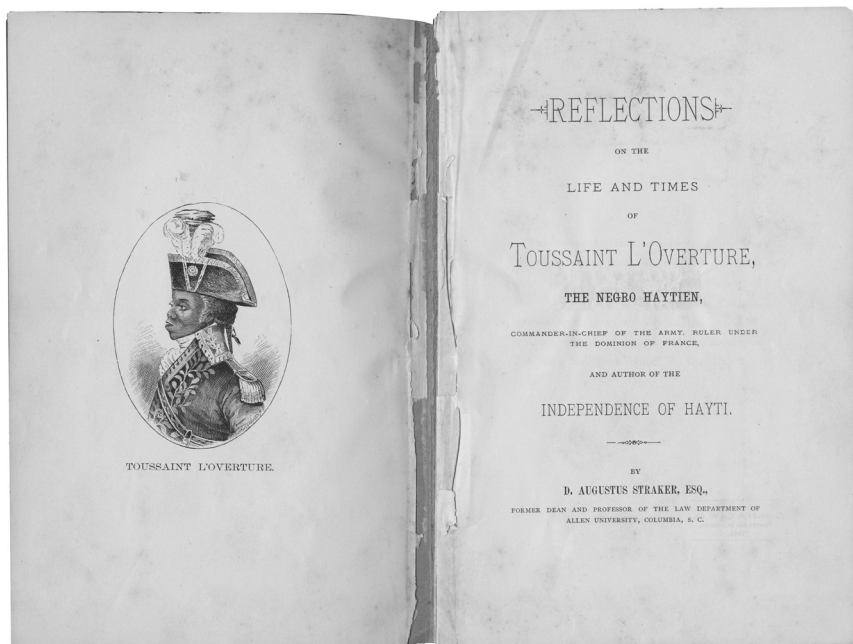 TOUSSAINT L'OVERTURE.
REFLECTIONS
ON THE
LIFE AND TIMES
OF
TOUSSAINT L'OVERTURE,
THE NEGRO HAYTIEN,
COMMANDER-IN-CHIEF OF THE ARMY, RULER UNDER
THE DOMINION OF FRANCE,
AND AUTHOR OF THE
INDEPENDENCE OF HAYTI.
BY
D. AUGUSTUS STRAKER, ESQ.,
FORMER DEAN AND PROFESSOR OF THE LAW DEPARTMENT OF
ALLEN UNIVERSITY, COLUMBIA, S. C.